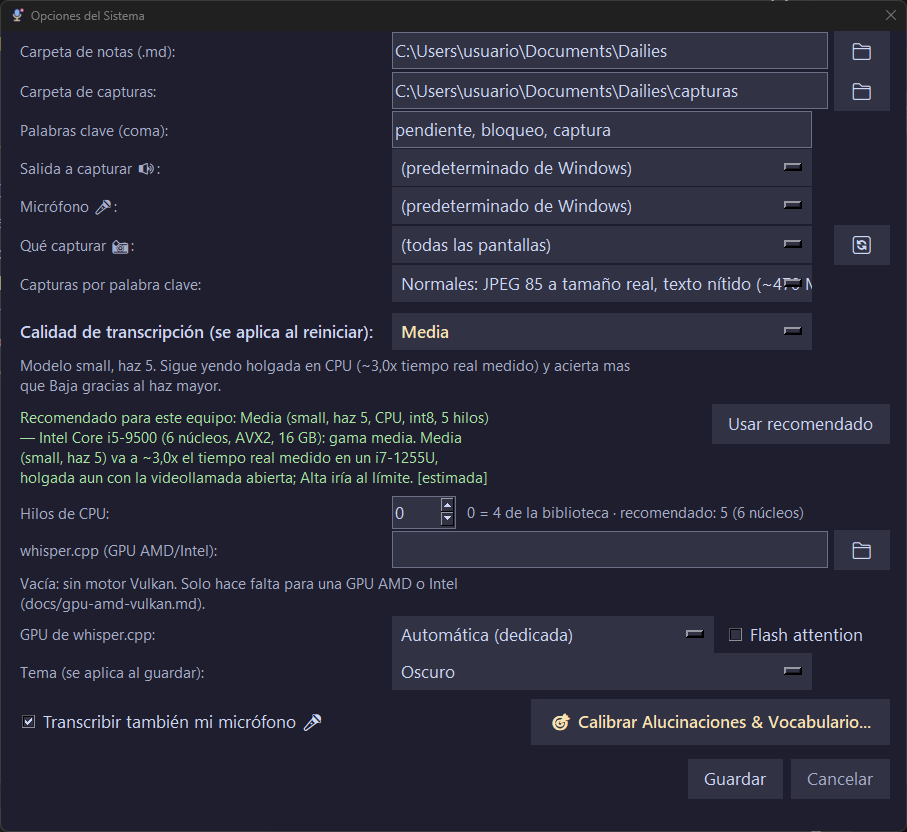 Opciones del Sistema
Carpeta de notas (.md): C:\Users\usuario\Documents\Dailies
Carpeta de capturas: C:\Users\usuario\Documents\Dailies\capturas
Palabras clave (coma): pendiente, bloqueo, captura
Salida a capturar 🔊: (predeterminado de Windows)
Micrófono 🎤: (predeterminado de Windows)
Qué capturar 📷: (todas las pantallas)
Capturas por palabra clave: Normales: JPEG 85 a tamaño real, texto nítido
Calidad de transcripción (se aplica al reiniciar): Media
Modelo small, haz 5. Sigue yendo holgada en CPU (~3,0x tiempo real medido) y acierta mas
que Baja gracias al haz mayor.
Recomendado para este equipo: Media (small, haz 5, CPU, int8, 5 hilos)
— Intel Core i5-9500 (6 núcleos, AVX2, 16 GB): gama media. Media
(small, haz 5) va a ~3,0x el tiempo real medido en un i7-1255U,
holgada aun con la videollamada abierta; Alta iría al límite. [estimada]
Usar recomendado
Hilos de CPU: 0 0 = 4 de la biblioteca · recomendado: 5 (6 núcleos)
whisper.cpp (GPU AMD/Intel):
Vacía: sin motor Vulkan. Solo hace falta para una GPU AMD o Intel
(docs/gpu-amd-vulkan.md).
GPU de whisper.cpp: Automática (dedicada) Flash attention
Tema (se aplica al guardar): Oscuro
Transcribir también mi micrófono 🎤 Calibrar Alucinaciones & Vocabulario...
Guardar Cancelar